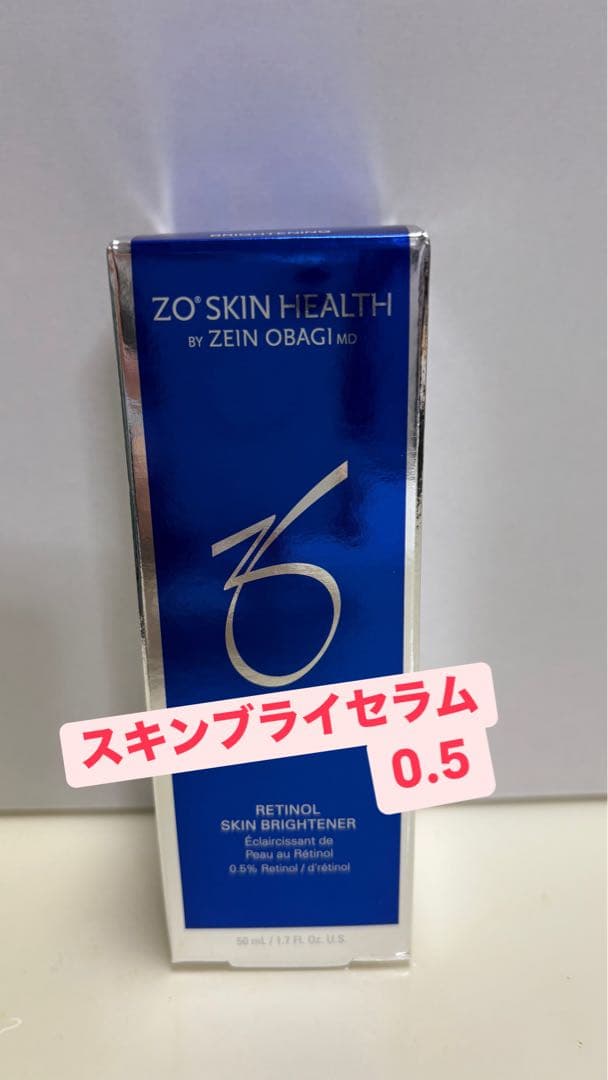 BRIGHTENING
ZO® SKIN HEALTH
BY ZEIN OBAGI MD
スキンブライセラム
0.5
RETINOL
SKIN BRIGHTENER
Éclaircissant de
Peau au Rétinol
0.5% Retinol / d'rétinol
50 mL / 1.7 Fl. Oz. U.S.